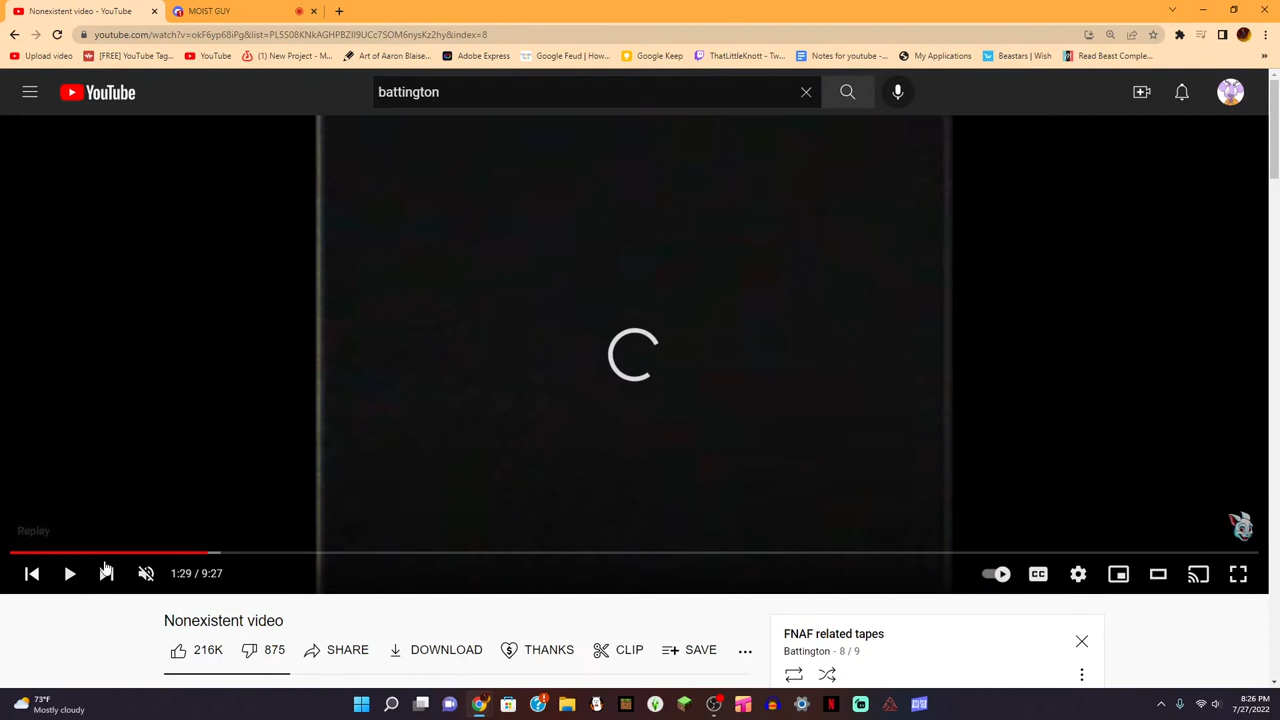 Nonexistent video - YouTube
MOIST GUY
youtube.com/watch?v=okF6yp68iPg&list=PL5S08KNkAGHPBZII9UCc7SOM6nysKz2hy&index=8
Upload video
[FREE] YouTube Tag...
YouTube
(1) New Project - M...
Art of Aaron Blaise...
Adobe Express
Google Feud | How...
Google Keep
ThatLittleKnott - Tw...
Notes for youtube -...
My Applications
Beastars | Wish
Read Beast Comple...
YouTube
battington
Replay
1:29 / 9:27
CC
Nonexistent video
216K
875
SHARE
DOWNLOAD
THANKS
CLIP
SAVE
FNAF related tapes
Battington - 8 / 9
73°F
Mostly cloudy
8:26 PM
7/27/2022